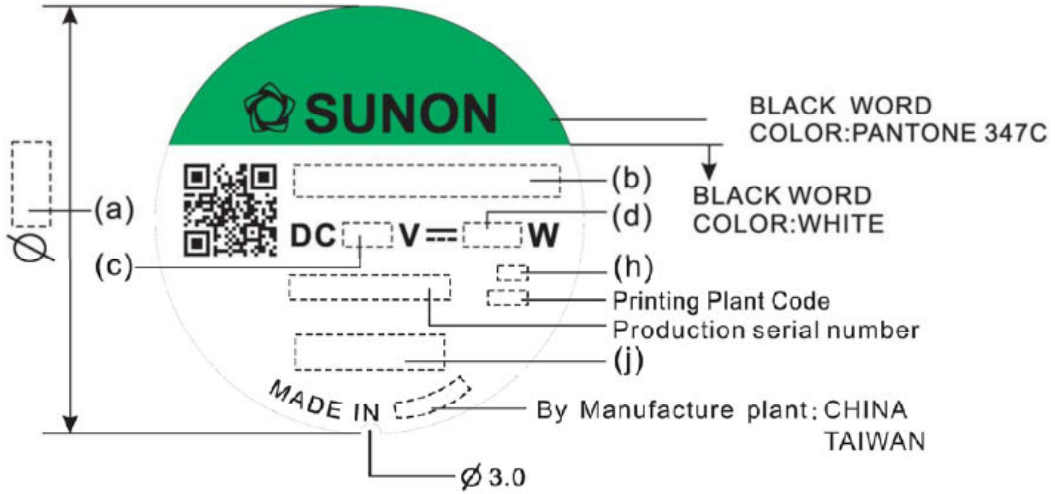 SUNON
BLACK WORD
COLOR:PANTONE 347C
BLACK WORD
COLOR:WHITE
(a)
(b)
(d)
DC V W
(c)
(h)
Printing Plant Code
Production serial number
(j)
MADE IN
By Manufacture plant: CHINA
TAIWAN
Ø
Ø 3.0